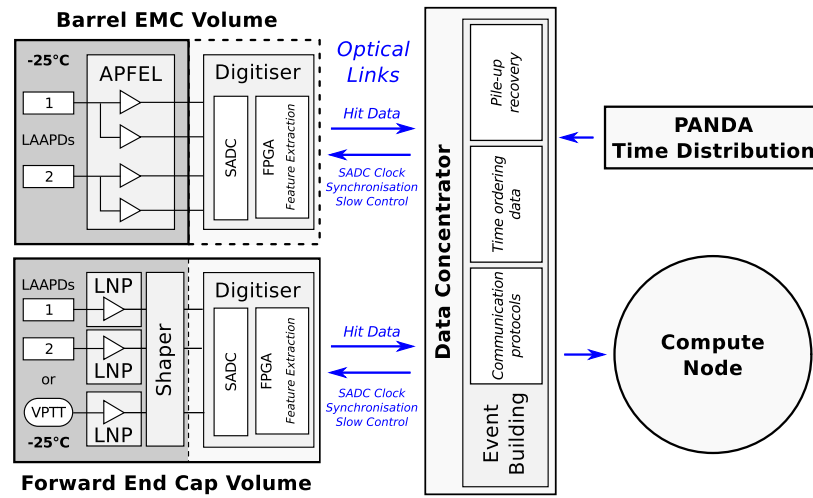 Barrel EMC Volume
-25°C
APFEL
1
LAAPDs
2
Digitiser
SADC
FPGA
Feature Extraction
Optical
Links
Hit Data
SADC Clock
Synchronisation
Slow Control
LAAPDs
1
2
or
VPTT
-25°C
LNP
LNP
LNP
Shaper
Digitiser
SADC
FPGA
Feature Extraction
Forward End Cap Volume
Hit Data
SADC Clock
Synchronisation
Slow Control
Data Concentrator
Pile-up
recovery
Time ordering
data
Communication
protocols
Event
Building
PANDA
Time Distribution
Compute
Node